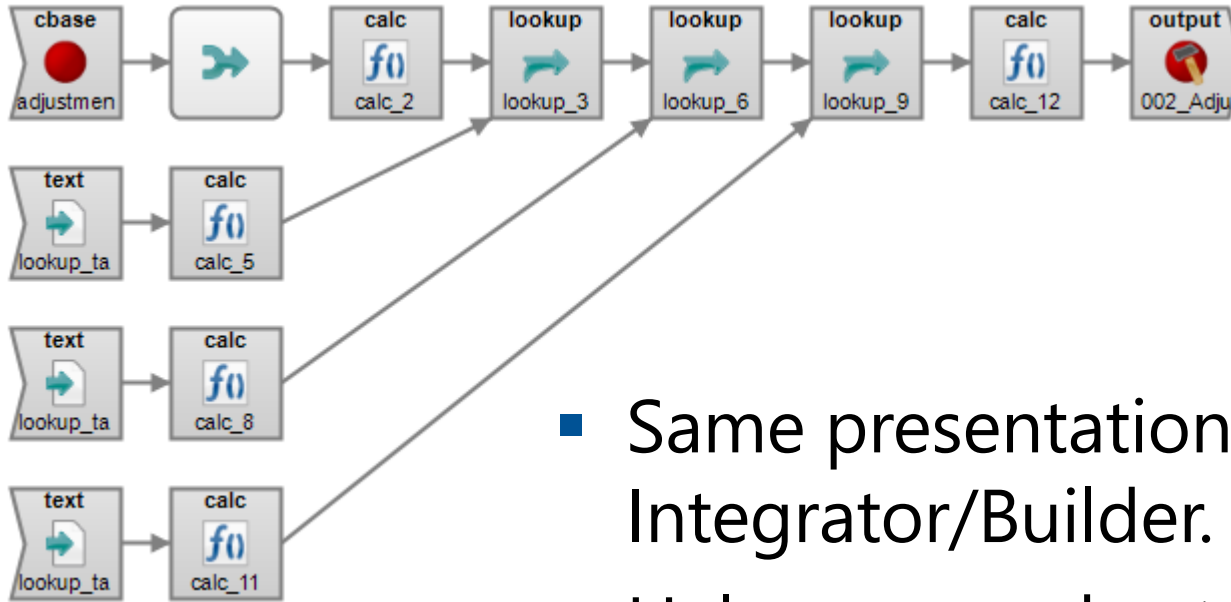 cbase
calc
lookup
lookup
lookup
calc
output
adjustmen
calc_2
lookup_3
lookup_6
lookup_9
calc_12
002_Adju
text
calc
lookup_ta
calc_5
text
calc
lookup_ta
calc_8
text
calc
lookup_ta
calc_11
Same presentation
Integrator/Builder.